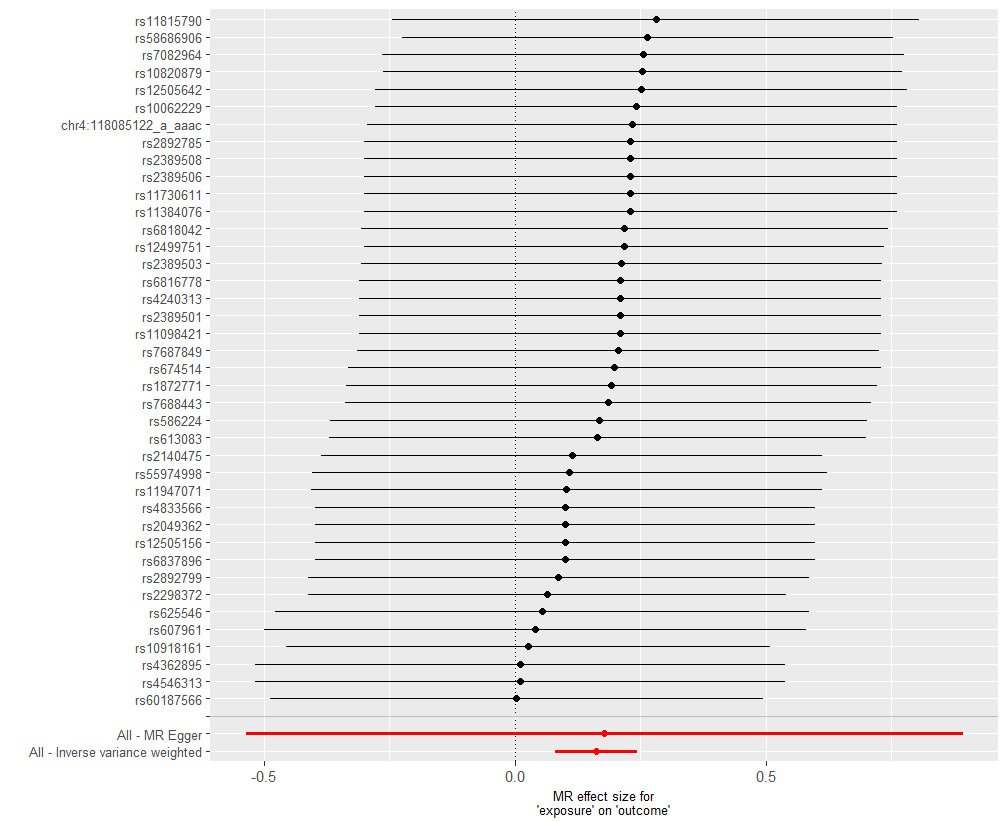 rs11815790
rs58686906
rs7082964
rs10820879
rs12505642
rs10062229
chr4:118085122_a_aaac
rs2892785
rs2389508
rs2389506
rs11730611
rs11384076
rs6818042
rs12499751
rs2389503
rs6816778
rs4240313
rs2389501
rs11098421
rs7687849
rs674514
rs1872771
rs7688443
rs586224
rs613083
rs2140475
rs55974998
rs11947071
rs4833566
rs2049362
rs12505156
rs6837896
rs2892799
rs2298372
rs625546
rs607961
rs10918161
rs4362895
rs4546313
rs60187566
All - MR Egger
All - Inverse variance weighted
-0.5 0.0 0.5
MR effect size for
'exposure' on 'outcome'